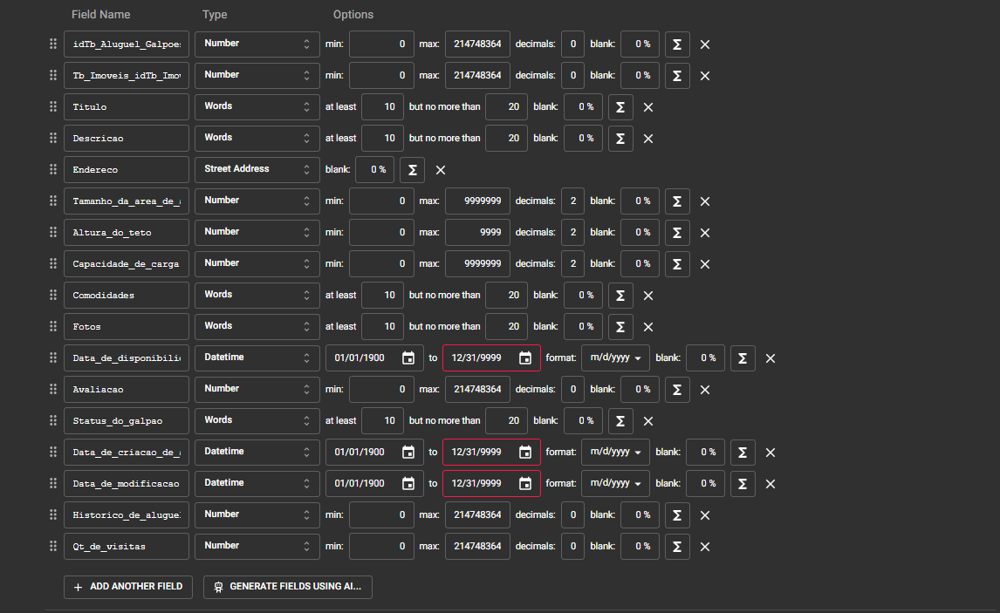 Field Name Type Options
idTb_Aluguel_Galpoes Number min: 0 max: 214748364 decimals: 0 blank: 0 % Σ
Tb_Imoveis_idTb_Imov Number min: 0 max: 214748364 decimals: 0 blank: 0 % Σ
Titulo Words at least 10 but no more than 20 blank: 0 % Σ
Descricao Words at least 10 but no more than 20 blank: 0 % Σ
Endereco Street Address blank: 0 % Σ
Tamanho_da_area_de_ Number min: 0 max: 9999999 decimals: 2 blank: 0 % Σ
Altura_do_teto Number min: 0 max: 9999 decimals: 2 blank: 0 % Σ
Capacidade_de_carga Number min: 0 max: 9999999 decimals: 2 blank: 0 % Σ
Comodidades Words at least 10 but no more than 20 blank: 0 % Σ
Fotos Words at least 10 but no more than 20 blank: 0 % Σ
Data_de_disponibilid Datetime 01/01/1900 to 12/31/9999 format: m/d/yyyy blank: 0 % Σ
Avaliacao Number min: 0 max: 214748364 decimals: 0 blank: 0 % Σ
Status_do_galpao Words at least 10 but no more than 20 blank: 0 % Σ
Data_de_criacao_de_ Datetime 01/01/1900 to 12/31/9999 format: m/d/yyyy blank: 0 % Σ
Data_de_modificacao Datetime 01/01/1900 to 12/31/9999 format: m/d/yyyy blank: 0 % Σ
Historico_de_aluguel Number min: 0 max: 214748364 decimals: 0 blank: 0 % Σ
Qt_de_visitas Number min: 0 max: 214748364 decimals: 0 blank: 0 % Σ
+ ADD ANOTHER FIELD GENERATE FIELDS USING AI...